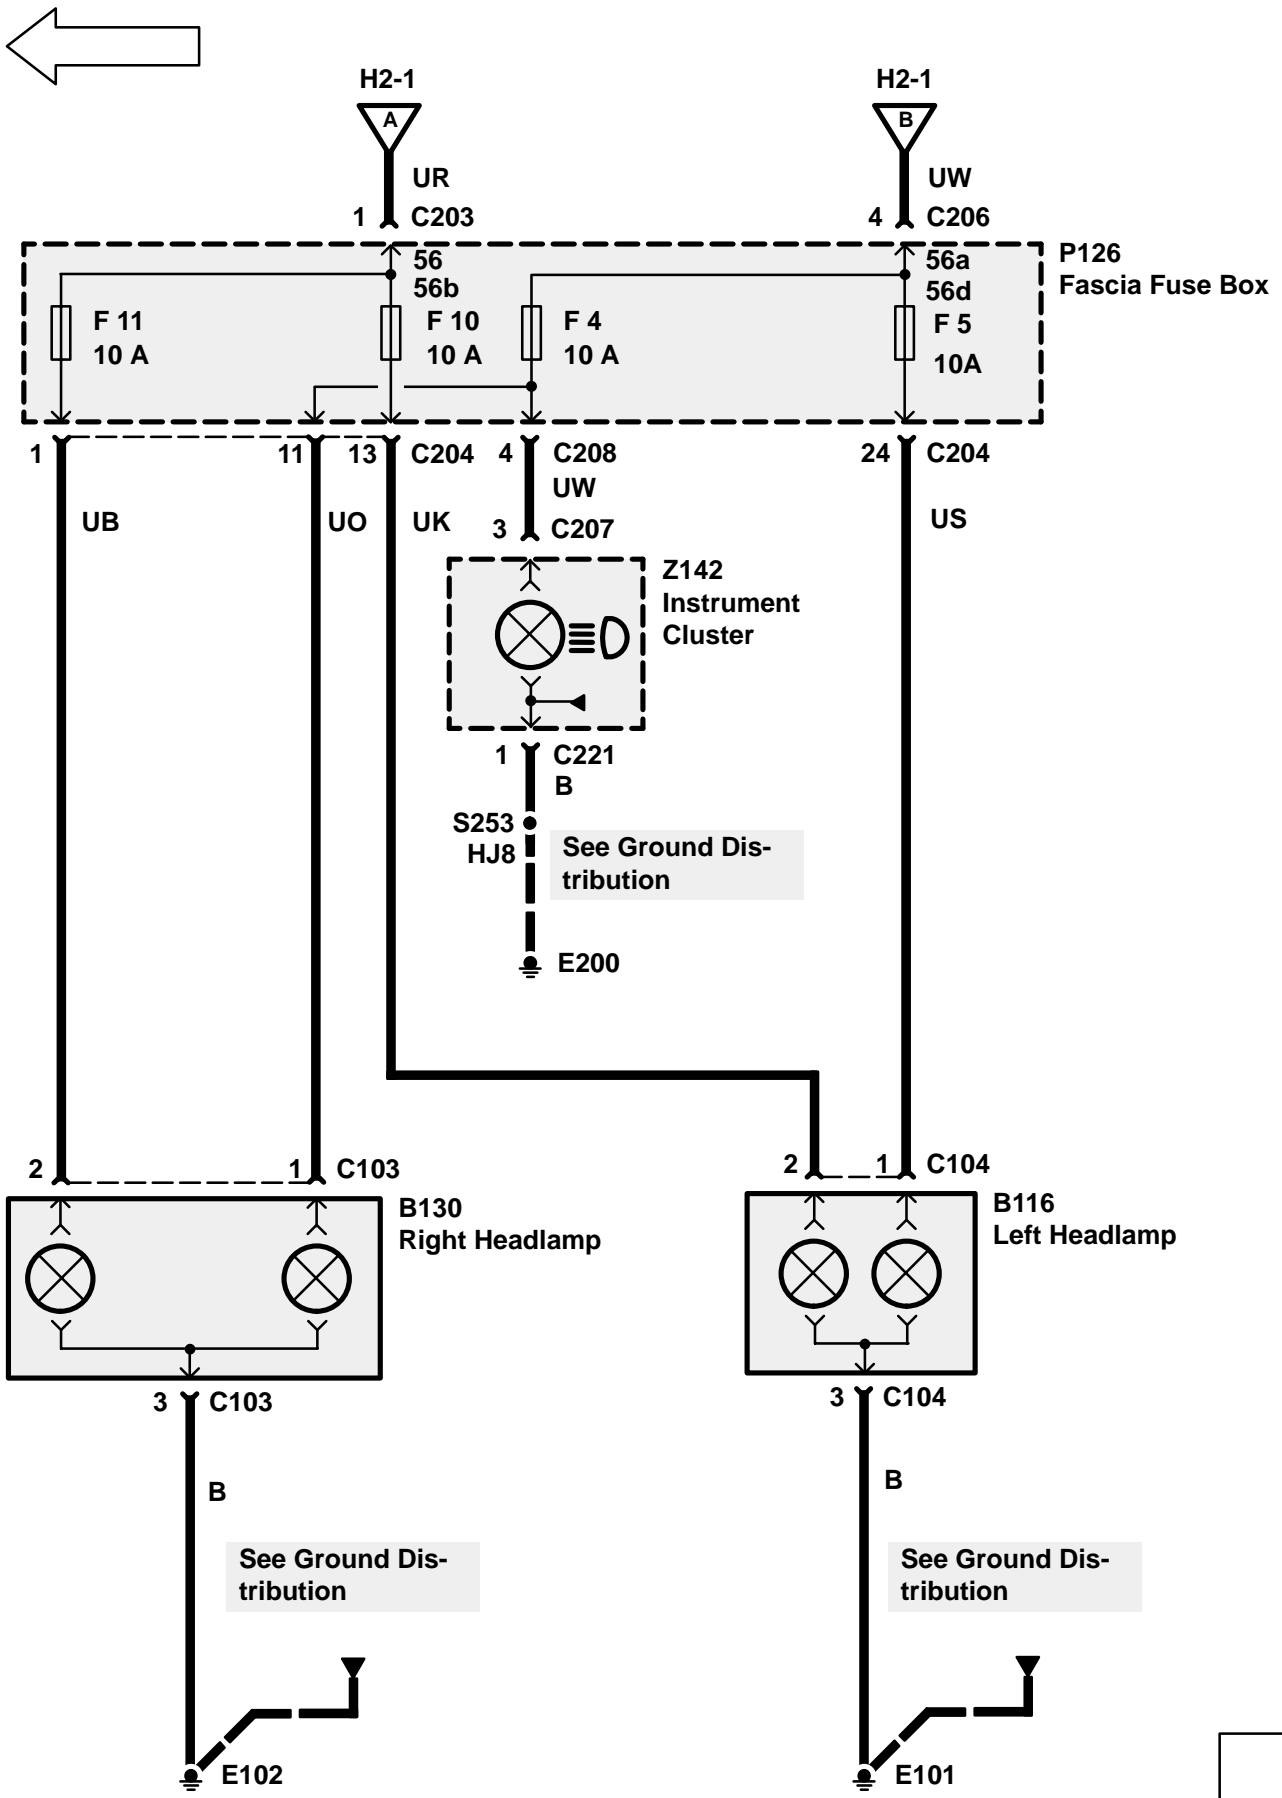 H2-1
H2-1
A
B
UR
UW
1 C203
4 C206
56
56b
56a
56d
P126
Fascia Fuse Box
F 11
10 A
F 10
10 A
F 4
10 A
F 5
10A
1
11
13 C204
4 C208
24 C204
UW
UB
UO
UK
US
3 C207
Z142
Instrument
Cluster
1 C221
B
S253
HJ8
See Ground Dis-
tribution
E200
2
1 C103
2
1 C104
B130
Right Headlamp
B116
Left Headlamp
3 C103
3 C104
B
B
See Ground Dis-
tribution
See Ground Dis-
tribution
E102
E101